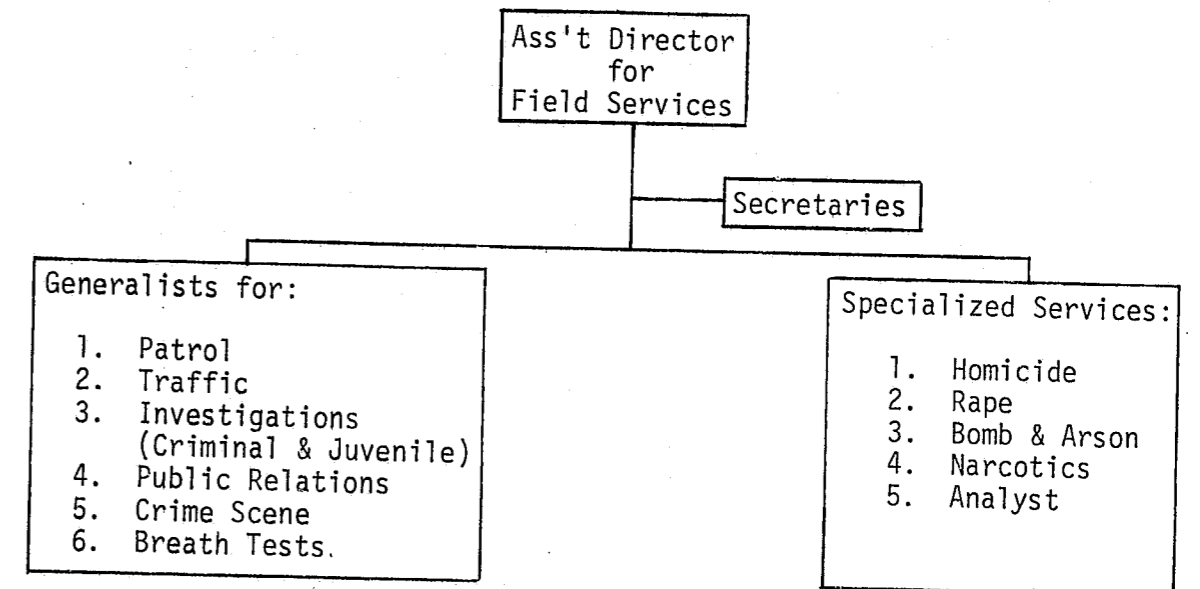 Ass't Director
for
Field Services
Secretaries
Generalists for:
1. Patrol
2. Traffic
3. Investigations
(Criminal & Juvenile)
4. Public Relations
5. Crime Scene
6. Breath Tests.
Specialized Services:
1. Homicide
2. Rape
3. Bomb & Arson
4. Narcotics
5. Analyst